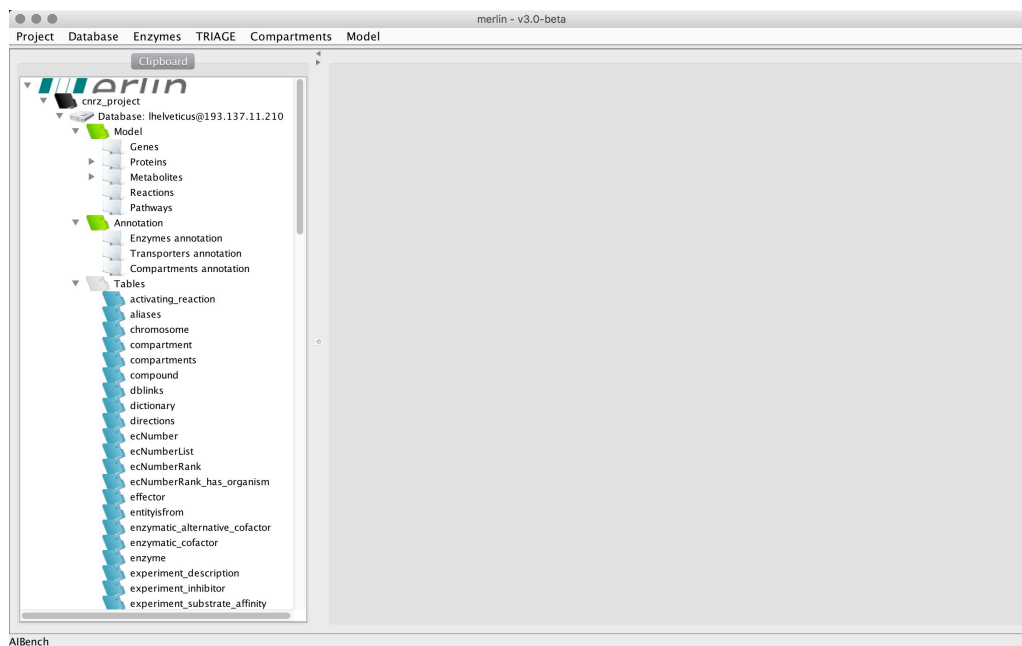 merlin - v3.0-beta
Project Database Enzymes TRIAGE Compartments Model
Clipboard
merlin
cnrz_project
Database: lhelveticus@193.137.11.210
Model
Genes
Proteins
Metabolites
Reactions
Pathways
Annotation
Enzymes annotation
Transporters annotation
Compartments annotation
Tables
activating_reaction
aliases
chromosome
compartment
compartments
compound
dblinks
dictionary
directions
ecNumber
ecNumberList
ecNumberRank
ecNumberRank_has_organism
effector
entityisfrom
enzymatic_alternative_cofactor
enzymatic_cofactor
enzyme
experiment_description
experiment_inhibitor
experiment_substrate_affinity
AIBench